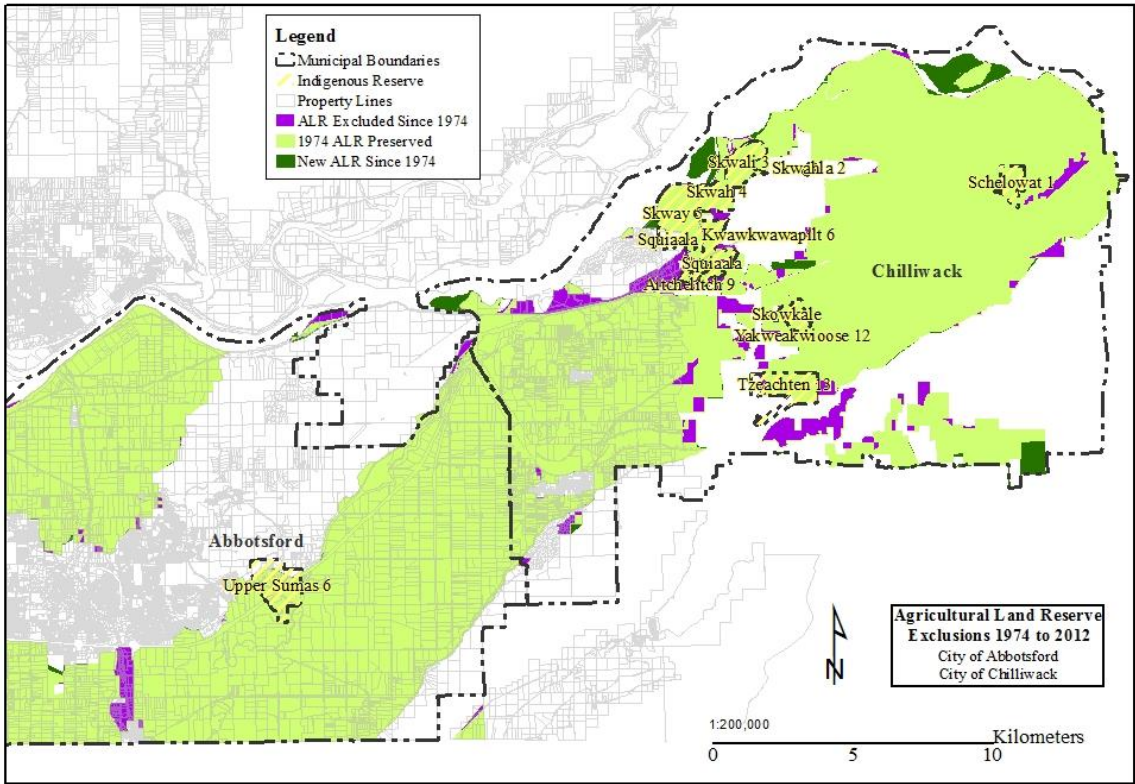 Legend
Municipal Boundaries
Indigenous Reserve
Property Lines
ALR Excluded Since 1974
1974 ALR Preserved
New ALR Since 1974
Skwali 3
Skwahla 2
Schelowat 1
Skwah 4
Skway 5
Squiaala
Kwawkwawapilt 6
Squiaala
Aitchelitch 9
Chilliwack
Skowkale
Yakweakwioose 12
Tzeachten 13
Abbotsford
Upper Sumas 6
N
Agricultural Land Reserve
Exclusions 1974 to 2012
City of Abbotsford
City of Chilliwack
1:200,000
Kilometers
0 5 10